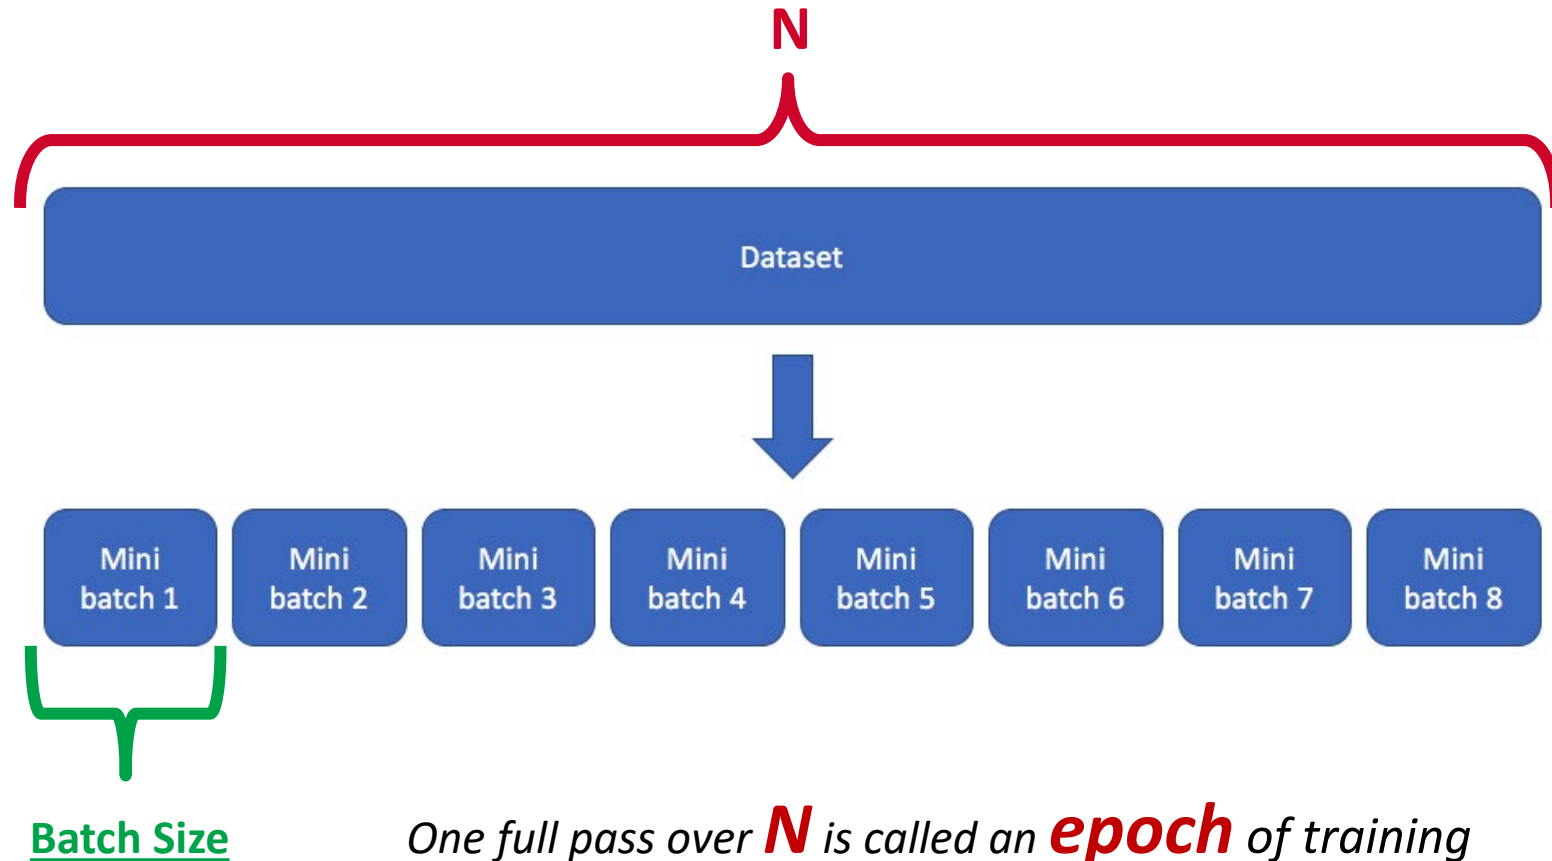 N
Dataset
Mini
batch 1
Mini
batch 2
Mini
batch 3
Mini
batch 4
Mini
batch 5
Mini
batch 6
Mini
batch 7
Mini
batch 8
Batch Size
One full pass over N is called an epoch of training